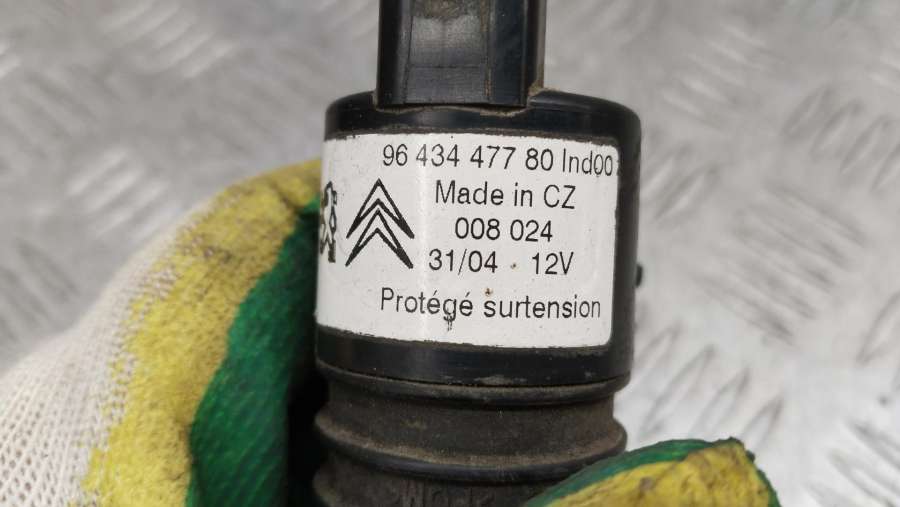 96 434 477 80 Ind00
Made in CZ
008 024
31/04 12V
Protégé surtension